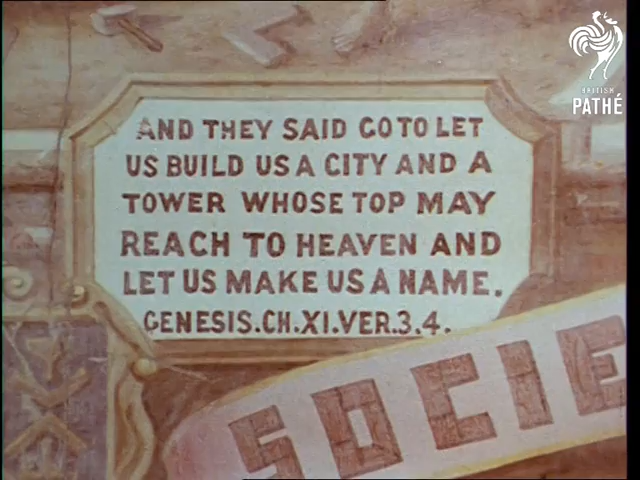 AND THEY SAID GO TO LET
US BUILD US A CITY AND A
TOWER WHOSE TOP MAY
REACH TO HEAVEN AND
LET US MAKE US A NAME.
GENESIS.CH.XI.VER.3.4.
SOCIE
BRITISH
PATHÉ